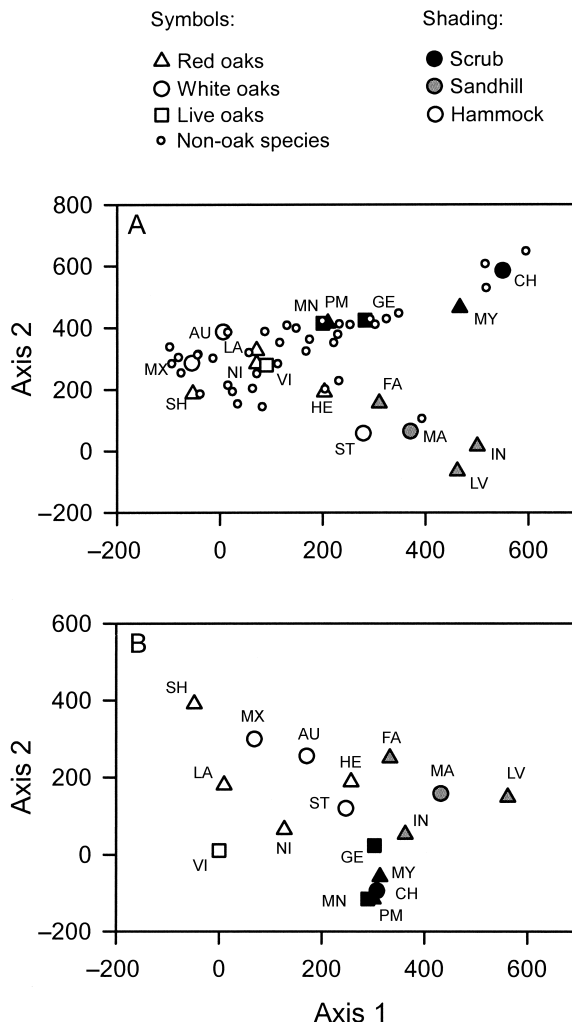 Symbols: Shading:
Red oaks Scrub
White oaks Sandhill
Live oaks Hammock
Non-oak species
800
A
600
CH
MN PM GE MY
400
AU
LA
MX NI VI FA
200
SH HE
ST MA IN
0
LV
−200
−200 0 200 400 600
Axis 2
600
B
SH
400
MX
AU
HE FA
LA MA LV
200
ST
IN
NI
GE
VI
0
MY
CH
MN
PM
−200
−200 0 200 400 600
Axis 2
Axis 1